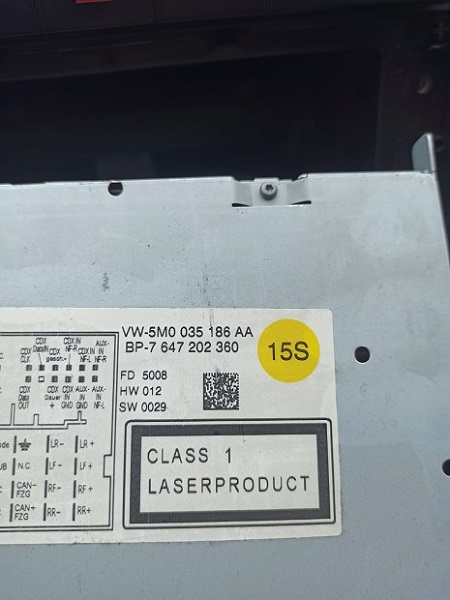 VW-5M0 035 186 AA
BP-7 647 202 360
15S
FD 5008
HW 012
SW 0029
CLASS 1
LASERPRODUCT
CDX CLK
CDX DataIN
CDX IN NF-R
AUX-IN NF-R
gesch.+
CDX IN NF-L
CDX Data OUT
CDX Dauer +
CDX IN GND
AUX-IN GND
AUX-IN NF-L
LR- LR+
N.C. LF- LF+
CAN-FZG RF- RF+
CAN+FZG RR- RR+